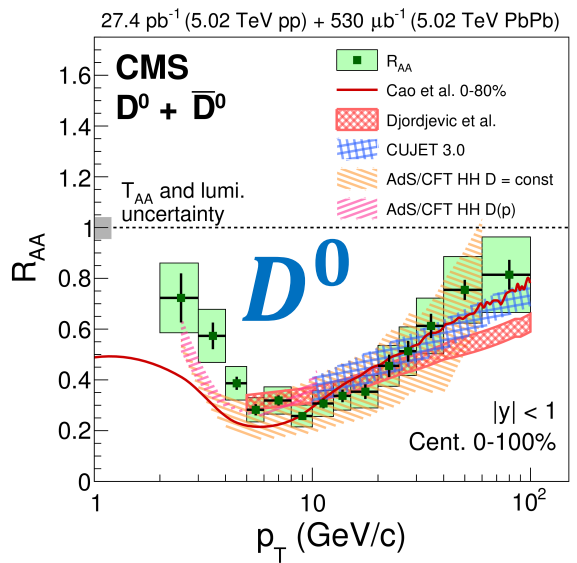 27.4 pb⁻¹ (5.02 TeV pp) + 530 μb⁻¹ (5.02 TeV PbPb)
CMS
D⁰ + D̅⁰
R_AA
Cao et al. 0-80%
Djordjevic et al.
CUJET 3.0
AdS/CFT HH D = const
AdS/CFT HH D(p)
T_AA and lumi.
uncertainty
D⁰
|y| < 1
Cent. 0-100%
R_AA
1.6
1.4
1.2
1
0.8
0.6
0.4
0.2
0
1
10
10²
p_T (GeV/c)